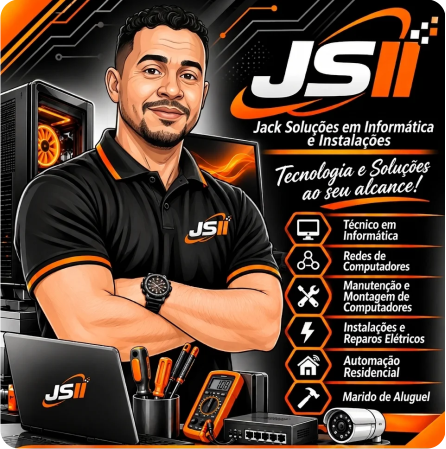 JSII
Jack Soluções em Informática
e Instalações
Tecnologia e Soluções
ao seu alcance!
Técnico em
Informática
Redes de
Computadores
Manutenção e
Montagem de
Computadores
Instalações e
Reparos Elétricos
Automação
Residencial
Marido de Aluguel
JSII
JSII